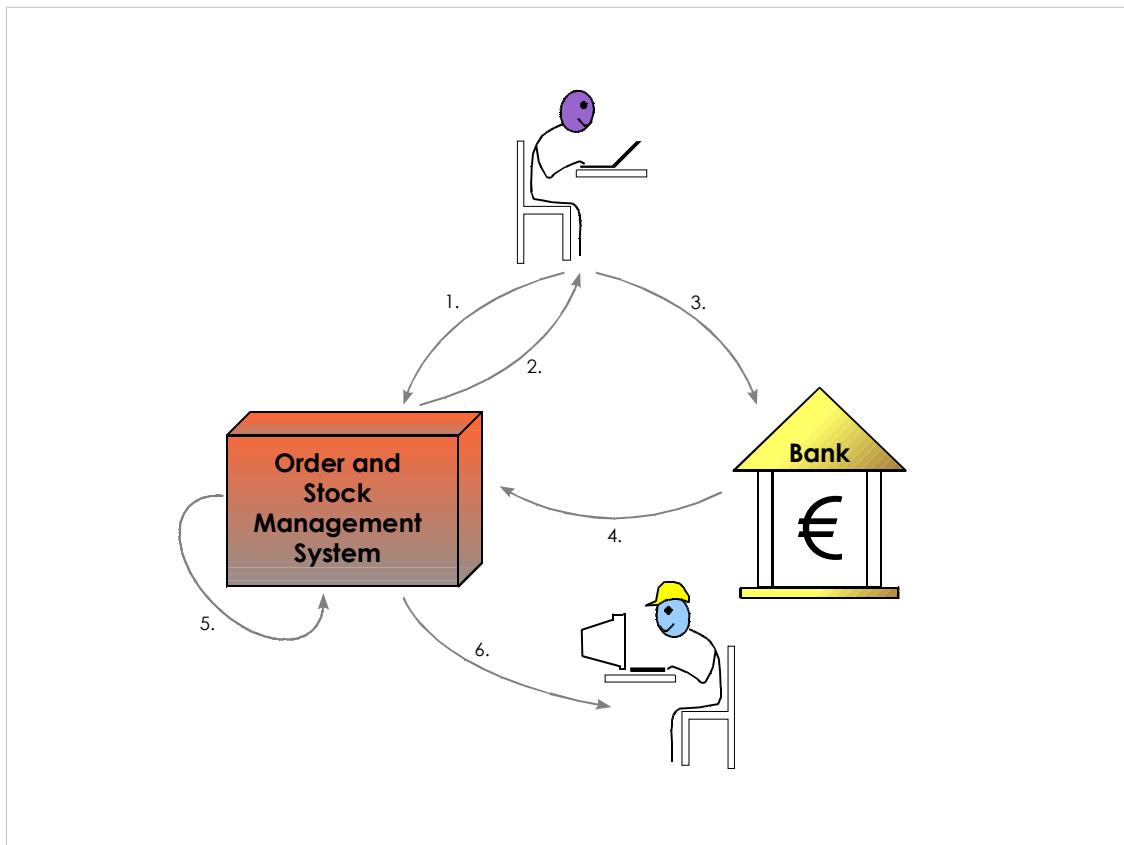 1.
3.
2.
Bank
€
Order and
Stock
Management
System
4.
5.
6.